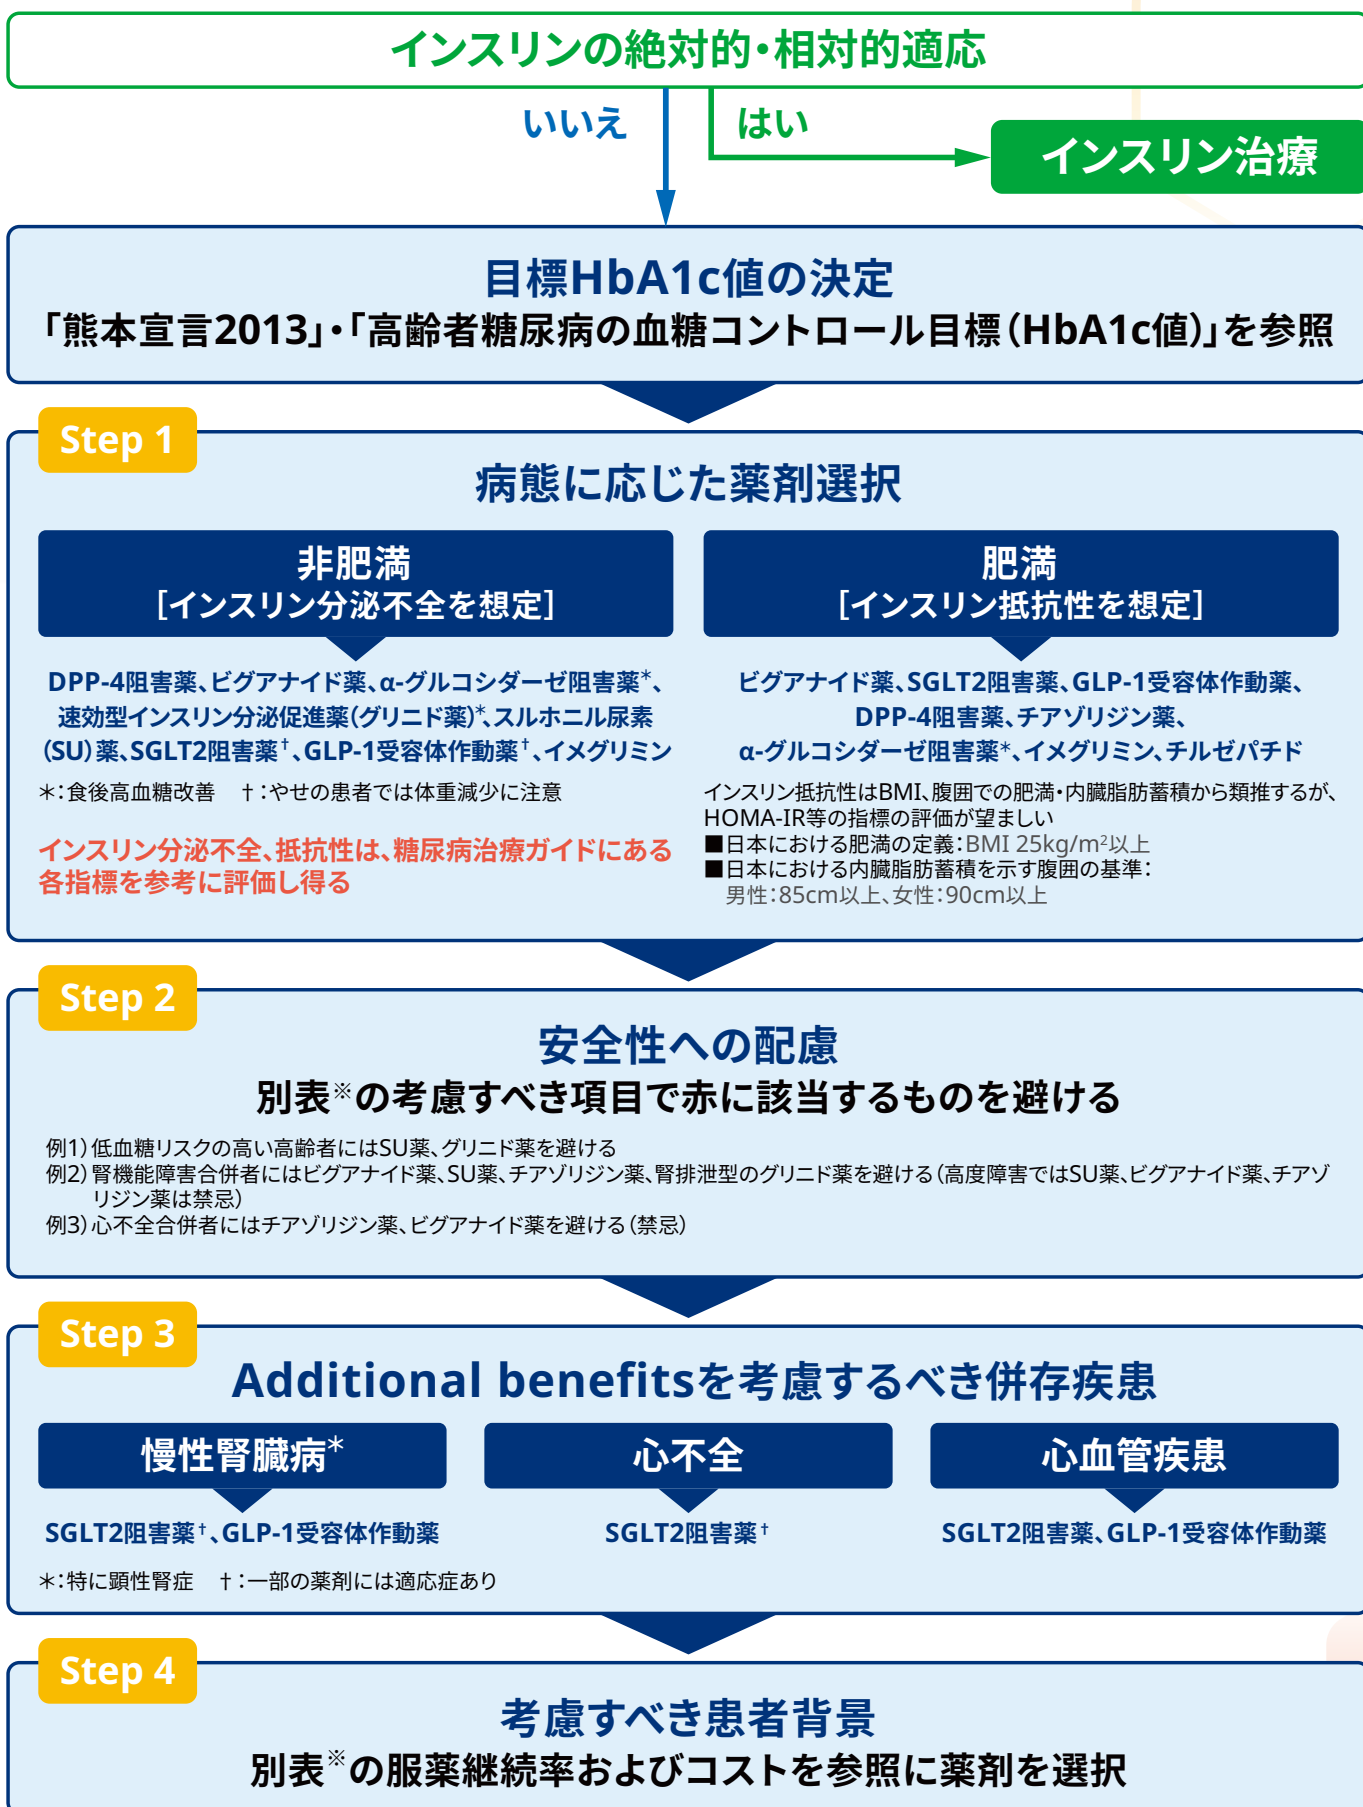 インスリンの絶対的・相対的適応
いいえ
はい
インスリン治療
目標HbA1c値の決定
「熊本宣言2013」・「高齢者糖尿病の血糖コントロール目標（HbA1c値）」を参照
Step 1
病態に応じた薬剤選択
非肥満
［インスリン分泌不全を想定］
DPP-4阻害薬、ビグアナイド薬、α-グルコシダーゼ阻害薬＊、
速効型インスリン分泌促進薬（グリニド薬）＊、スルホニル尿素
（SU）薬、SGLT2阻害薬†、GLP-1受容体作動薬†、イメグリミン
＊：食後高血糖改善　†：やせの患者では体重減少に注意
インスリン分泌不全、抵抗性は、糖尿病治療ガイドにある
各指標を参考に評価し得る
肥満
［インスリン抵抗性を想定］
ビグアナイド薬、SGLT2阻害薬、GLP-1受容体作動薬、
DPP-4阻害薬、チアゾリジン薬、
α-グルコシダーゼ阻害薬＊、イメグリミン、チルゼパチド
インスリン抵抗性はBMI、腹囲での肥満・内臓脂肪蓄積から類推するが、
HOMA-IR等の指標の評価が望ましい
■日本における肥満の定義：BMI 25kg/m²以上
■日本における内臓脂肪蓄積を示す腹囲の基準：
男性：85cm以上、女性：90cm以上
Step 2
安全性への配慮
別表※の考慮すべき項目で赤に該当するものを避ける
例1）低血糖リスクの高い高齢者にはSU薬、グリニド薬を避ける
例2）腎機能障害合併者にはビグアナイド薬、SU薬、チアゾリジン薬、腎排泄型のグリニド薬を避ける（高度障害ではSU薬、ビグアナイド薬、チアゾ
リジン薬は禁忌）
例3）心不全合併者にはチアゾリジン薬、ビグアナイド薬を避ける（禁忌）
Step 3
Additional benefitsを考慮するべき併存疾患
慢性腎臓病＊
SGLT2阻害薬†、GLP-1受容体作動薬
心不全
SGLT2阻害薬†
心血管疾患
SGLT2阻害薬、GLP-1受容体作動薬
＊：特に顕性腎症　†：一部の薬剤には適応症あり
Step 4
考慮すべき患者背景
別表※の服薬継続率およびコストを参照に薬剤を選択